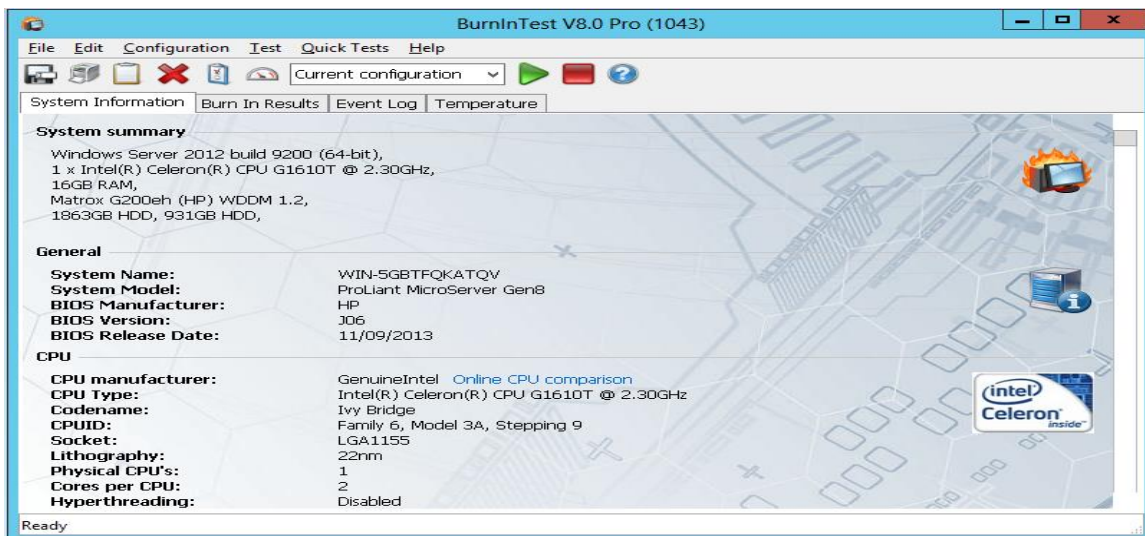 BurnInTest V8.0 Pro (1043)
File Edit Configuration Test Quick Tests Help
Current configuration
System Information Burn In Results Event Log Temperature
System summary
Windows Server 2012 build 9200 (64-bit),
1 x Intel(R) Celeron(R) CPU G1610T @ 2.30GHz,
16GB RAM,
Matrox G200eh (HP) WDDM 1.2,
1863GB HDD, 931GB HDD,
General
System Name: WIN-5GBTFQKATQV
System Model: ProLiant MicroServer Gen8
BIOS Manufacturer: HP
BIOS Version: J06
BIOS Release Date: 11/09/2013
CPU
CPU manufacturer: GenuineIntel Online CPU comparison
CPU Type: Intel(R) Celeron(R) CPU G1610T @ 2.30GHz
Codename: Ivy Bridge
CPUID: Family 6, Model 3A, Stepping 9
Socket: LGA1155
Lithography: 22nm
Physical CPU's: 1
Cores per CPU: 2
Hyperthreading: Disabled
intel
Celeron
inside
Ready